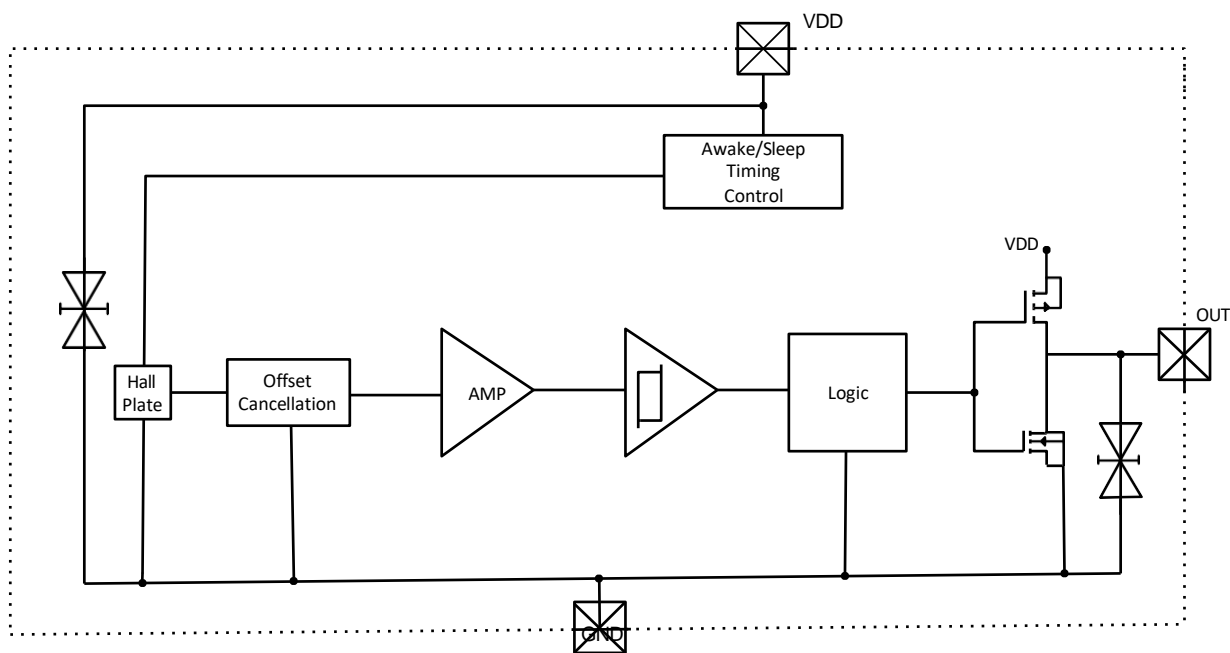 VDD
Awake/Sleep
Timing
Control
VDD
OUT
Hall
Plate
Offset
Cancellation
AMP
Logic
GND